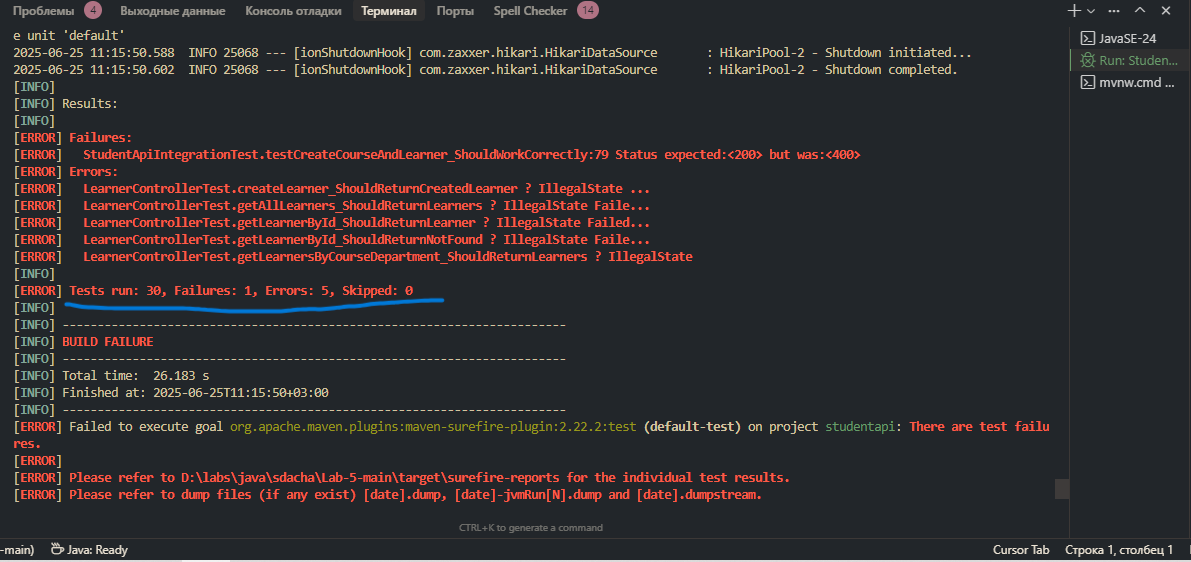 Проблемы 4 Выходные данные Консоль отладки Терминал Порты Spell Checker 14
e unit 'default'
2025-06-25 11:15:50.588  INFO 25068 --- [ionShutdownHook] com.zaxxer.hikari.HikariDataSource       : HikariPool-2 - Shutdown initiated...
2025-06-25 11:15:50.602  INFO 25068 --- [ionShutdownHook] com.zaxxer.hikari.HikariDataSource       : HikariPool-2 - Shutdown completed.
[INFO]
[INFO] Results:
[INFO]
[ERROR] Failures:
[ERROR]   StudentApiIntegrationTest.testCreateCourseAndLearner_ShouldWorkCorrectly:79 Status expected:<200> but was:<400>
[ERROR] Errors:
[ERROR]   LearnerControllerTest.createLearner_ShouldReturnCreatedLearner ? IllegalState ...
[ERROR]   LearnerControllerTest.getAllLearners_ShouldReturnLearners ? IllegalState Faile...
[ERROR]   LearnerControllerTest.getLearnerById_ShouldReturnLearner ? IllegalState Failed...
[ERROR]   LearnerControllerTest.getLearnerById_ShouldReturnNotFound ? IllegalState Faile...
[ERROR]   LearnerControllerTest.getLearnersByCourseDepartment_ShouldReturnLearners ? IllegalState
[INFO]
[ERROR] Tests run: 30, Failures: 1, Errors: 5, Skipped: 0
[INFO]
[INFO] ------------------------------------------------------------------------
[INFO] BUILD FAILURE
[INFO] ------------------------------------------------------------------------
[INFO] Total time:  26.183 s
[INFO] Finished at: 2025-06-25T11:15:50+03:00
[INFO] ------------------------------------------------------------------------
[ERROR] Failed to execute goal org.apache.maven.plugins:maven-surefire-plugin:2.22.2:test (default-test) on project studentapi: There are test failu
res.
[ERROR]
[ERROR] Please refer to D:\labs\java\sdacha\Lab-5-main\target\surefire-reports for the individual test results.
[ERROR] Please refer to dump files (if any exist) [date].dump, [date]-jvmRun[N].dump and [date].dumpstream.
CTRL+K to generate a command
JavaSE-24
Run: Studen...
mvnw.cmd ...
-main) Java: Ready Cursor Tab Строка 1, столбец 1